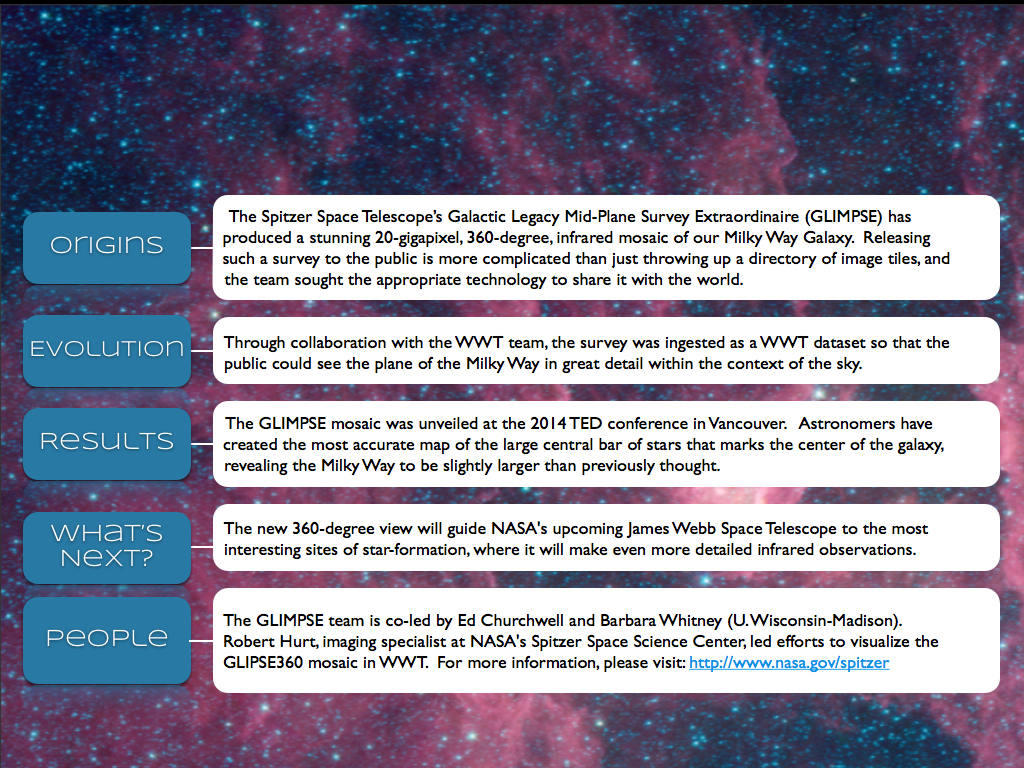 Origins
The Spitzer Space Telescope's Galactic Legacy Mid-Plane Survey Extraordinaire (GLIMPSE) has
produced a stunning 20-gigapixel, 360-degree, infrared mosaic of our Milky Way Galaxy. Releasing
such a survey to the public is more complicated than just throwing up a directory of image tiles, and
the team sought the appropriate technology to share it with the world.
Evolution
Through collaboration with the WWT team, the survey was ingested as a WWT dataset so that the
public could see the plane of the Milky Way in great detail within the context of the sky.
Results
The GLIMPSE mosaic was unveiled at the 2014 TED conference in Vancouver. Astronomers have
created the most accurate map of the large central bar of stars that marks the center of the galaxy,
revealing the Milky Way to be slightly larger than previously thought.
What's
Next?
The new 360-degree view will guide NASA's upcoming James Webb Space Telescope to the most
interesting sites of star-formation, where it will make even more detailed infrared observations.
People
The GLIMPSE team is co-led by Ed Churchwell and Barbara Whitney (U. Wisconsin-Madison).
Robert Hurt, imaging specialist at NASA's Spitzer Space Science Center, led efforts to visualize the
GLIPSE360 mosaic in WWT. For more information, please visit: http://www.nasa.gov/spitzer